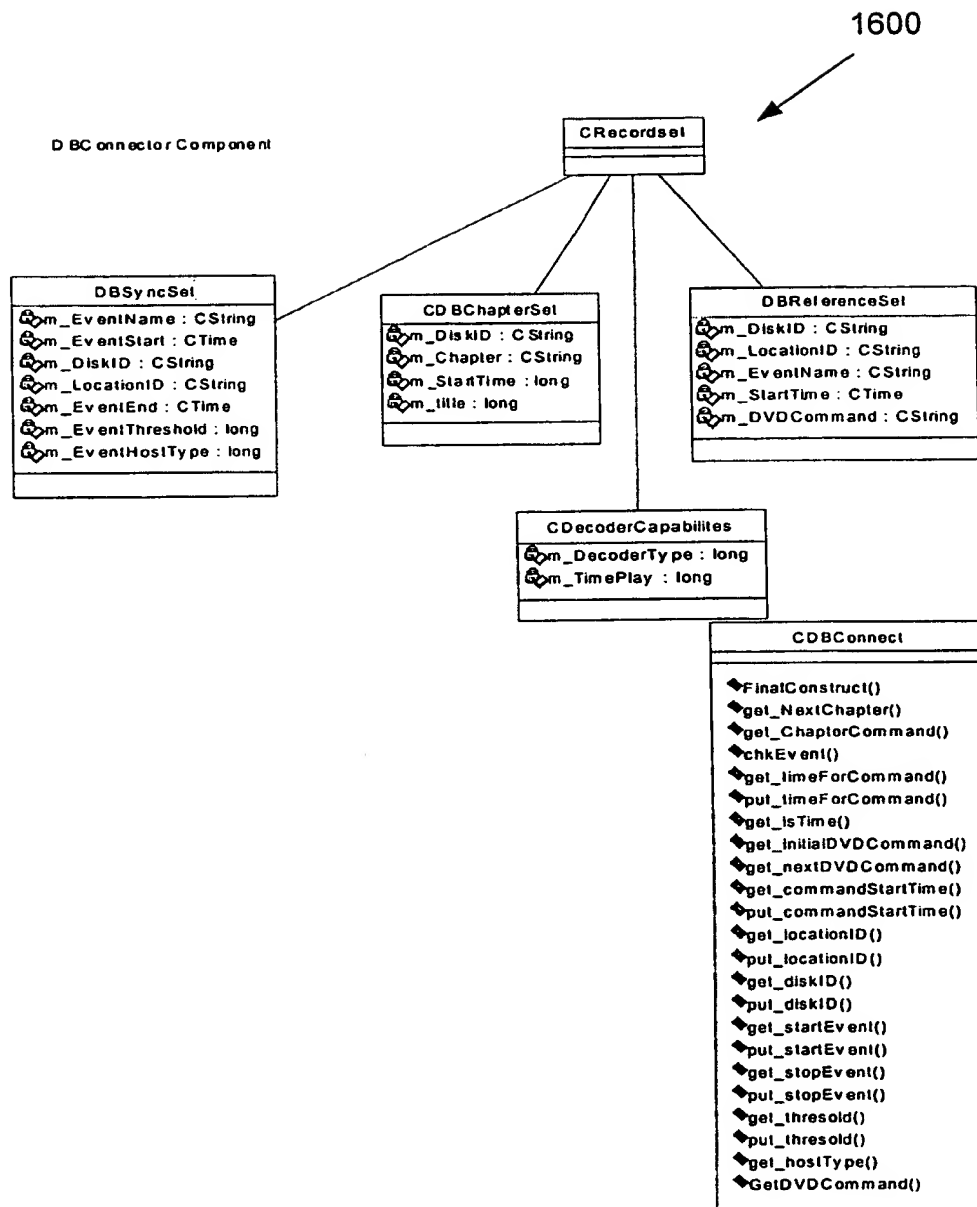 1600
DBConnector Component
CRecordset
DBSyncSet
m_EventName : CString
m_EventStart : CTime
m_DiskID : CString
m_LocationID : CString
m_EventEnd : CTime
m_EventThreshold : long
m_EventHostType : long
CDBChapterSet
m_DiskID : CString
m_Chapter : CString
m_StartTime : long
m_title : long
DBReferenceSet
m_DiskID : CString
m_LocationID : CString
m_EventName : CString
m_StartTime : CTime
m_DVDCommand : CString
CDecoderCapabilites
m_DecoderType : long
m_TimePlay : long
CDBConnect
FinalConstruct()
get_NextChapter()
get_ChaptorCommand()
chkEvent()
get_timeForCommand()
put_timeForCommand()
get_isTime()
get_initialDVDCommand()
get_nextDVDCommand()
get_commandStartTime()
put_commandStartTime()
get_locationID()
put_locationID()
get_diskID()
put_diskID()
get_startEvent()
put_startEvent()
get_stopEvent()
put_stopEvent()
get_thresold()
put_thresold()
get_hostType()
GetDVDCommand()